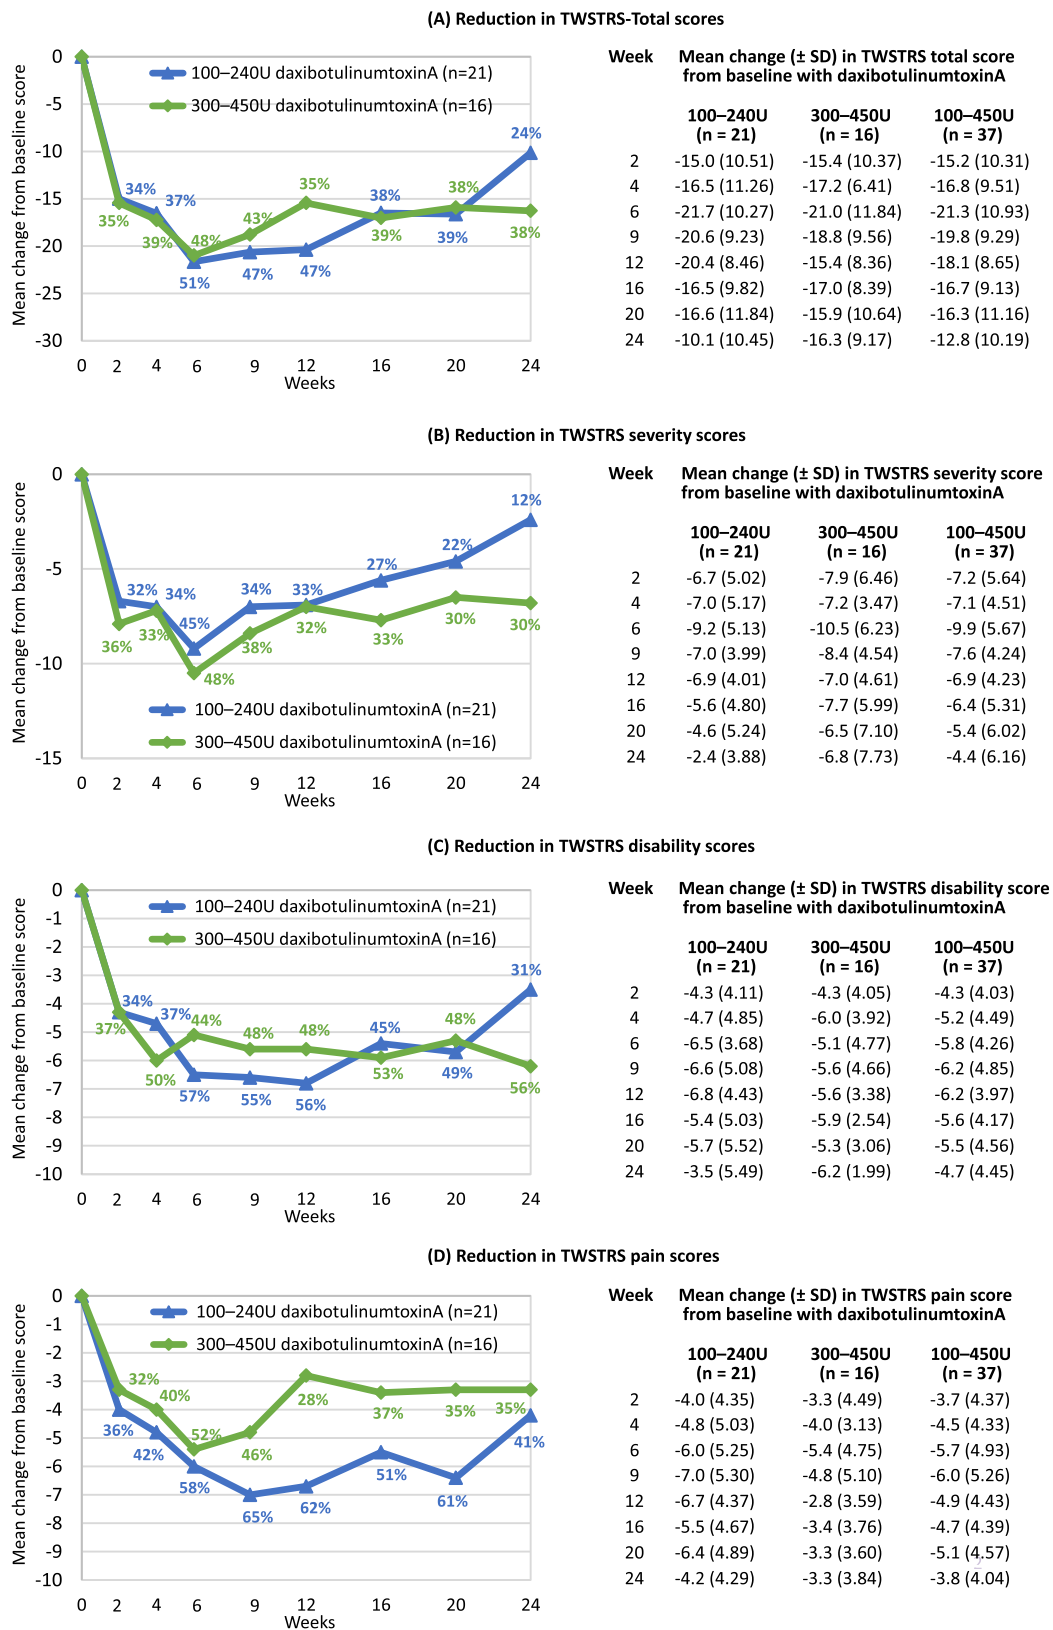 (A) Reduction in TWSTRS-Total scores
Mean change from baseline score
0
-5
-10
-15
-20
-25
-30
100–240U daxibotulinumtoxinA (n=21)
300–450U daxibotulinumtoxinA (n=16)
34%
37%
51%
47%
47%
38%
39%
24%
35%
39%
48%
43%
35%
39%
38%
38%
0 2 4 6 9 12 16 20 24
Weeks
Week Mean change (± SD) in TWSTRS total score
from baseline with daxibotulinumtoxinA
100–240U 300–450U 100–450U
(n = 21) (n = 16) (n = 37)
2 -15.0 (10.51) -15.4 (10.37) -15.2 (10.31)
4 -16.5 (11.26) -17.2 (6.41) -16.8 (9.51)
6 -21.7 (10.27) -21.0 (11.84) -21.3 (10.93)
9 -20.6 (9.23) -18.8 (9.56) -19.8 (9.29)
12 -20.4 (8.46) -15.4 (8.36) -18.1 (8.65)
16 -16.5 (9.82) -17.0 (8.39) -16.7 (9.13)
20 -16.6 (11.84) -15.9 (10.64) -16.3 (11.16)
24 -10.1 (10.45) -16.3 (9.17) -12.8 (10.19)
(B) Reduction in TWSTRS severity scores
Mean change from baseline score
0
-5
-10
-15
32%
34%
45%
34%
33%
27%
22%
12%
36%
33%
48%
38%
32%
33%
30%
30%
100–240U daxibotulinumtoxinA (n=21)
300–450U daxibotulinumtoxinA (n=16)
0 2 4 6 9 12 16 20 24
Weeks
Week Mean change (± SD) in TWSTRS severity score
from baseline with daxibotulinumtoxinA
100–240U 300–450U 100–450U
(n = 21) (n = 16) (n = 37)
2 -6.7 (5.02) -7.9 (6.46) -7.2 (5.64)
4 -7.0 (5.17) -7.2 (3.47) -7.1 (4.51)
6 -9.2 (5.13) -10.5 (6.23) -9.9 (5.67)
9 -7.0 (3.99) -8.4 (4.54) -7.6 (4.24)
12 -6.9 (4.01) -7.0 (4.61) -6.9 (4.23)
16 -5.6 (4.80) -7.7 (5.99) -6.4 (5.31)
20 -4.6 (5.24) -6.5 (7.10) -5.4 (6.02)
24 -2.4 (3.88) -6.8 (7.73) -4.4 (6.16)
(C) Reduction in TWSTRS disability scores
Mean change from baseline score
0
-1
-2
-3
-4
-5
-6
-7
-8
-9
-10
100–240U daxibotulinumtoxinA (n=21)
300–450U daxibotulinumtoxinA (n=16)
34%
37%
57%
55%
56%
45%
49%
31%
37%
50%
44%
48%
48%
53%
48%
56%
0 2 4 6 9 12 16 20 24
Weeks
Week Mean change (± SD) in TWSTRS disability score
from baseline with daxibotulinumtoxinA
100–240U 300–450U 100–450U
(n = 21) (n = 16) (n = 37)
2 -4.3 (4.11) -4.3 (4.05) -4.3 (4.03)
4 -4.7 (4.85) -6.0 (3.92) -5.2 (4.49)
6 -6.5 (3.68) -5.1 (4.77) -5.8 (4.26)
9 -6.6 (5.08) -5.6 (4.66) -6.2 (4.85)
12 -6.8 (4.43) -5.6 (3.38) -6.2 (3.97)
16 -5.4 (5.03) -5.9 (2.54) -5.6 (4.17)
20 -5.7 (5.52) -5.3 (3.06) -5.5 (4.56)
24 -3.5 (5.49) -6.2 (1.99) -4.7 (4.45)
(D) Reduction in TWSTRS pain scores
Mean change from baseline score
0
-1
-2
-3
-4
-5
-6
-7
-8
-9
-10
100–240U daxibotulinumtoxinA (n=21)
300–450U daxibotulinumtoxinA (n=16)
32%
40%
52%
46%
28%
37%
35%
35%
36%
42%
58%
65%
62%
51%
61%
41%
0 2 4 6 9 12 16 20 24
Weeks
Week Mean change (± SD) in TWSTRS pain score
from baseline with daxibotulinumtoxinA
100–240U 300–450U 100–450U
(n = 21) (n = 16) (n = 37)
2 -4.0 (4.35) -3.3 (4.49) -3.7 (4.37)
4 -4.8 (5.03) -4.0 (3.13) -4.5 (4.33)
6 -6.0 (5.25) -5.4 (4.75) -5.7 (4.93)
9 -7.0 (5.30) -4.8 (5.10) -6.0 (5.26)
12 -6.7 (4.37) -2.8 (3.59) -4.9 (4.43)
16 -5.5 (4.67) -3.4 (3.76) -4.7 (4.39)
20 -6.4 (4.89) -3.3 (3.60) -5.1 (4.57)
24 -4.2 (4.29) -3.3 (3.84) -3.8 (4.04)